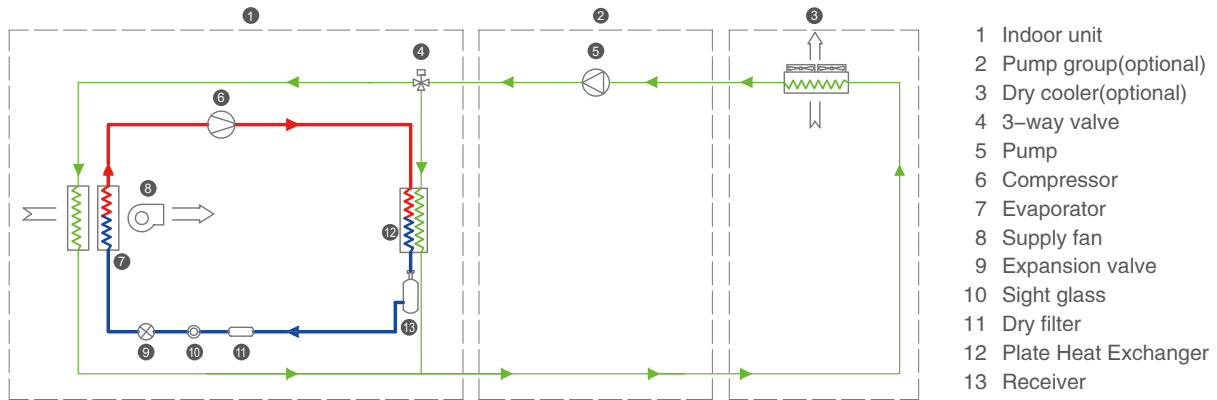 1
2
3
4
5
6
7
8
9
10
11
12
13
1 Indoor unit
2 Pump group(optional)
3 Dry cooler(optional)
4 3–way valve
5 Pump
6 Compressor
7 Evaporator
8 Supply fan
9 Expansion valve
10 Sight glass
11 Dry filter
12 Plate Heat Exchanger
13 Receiver